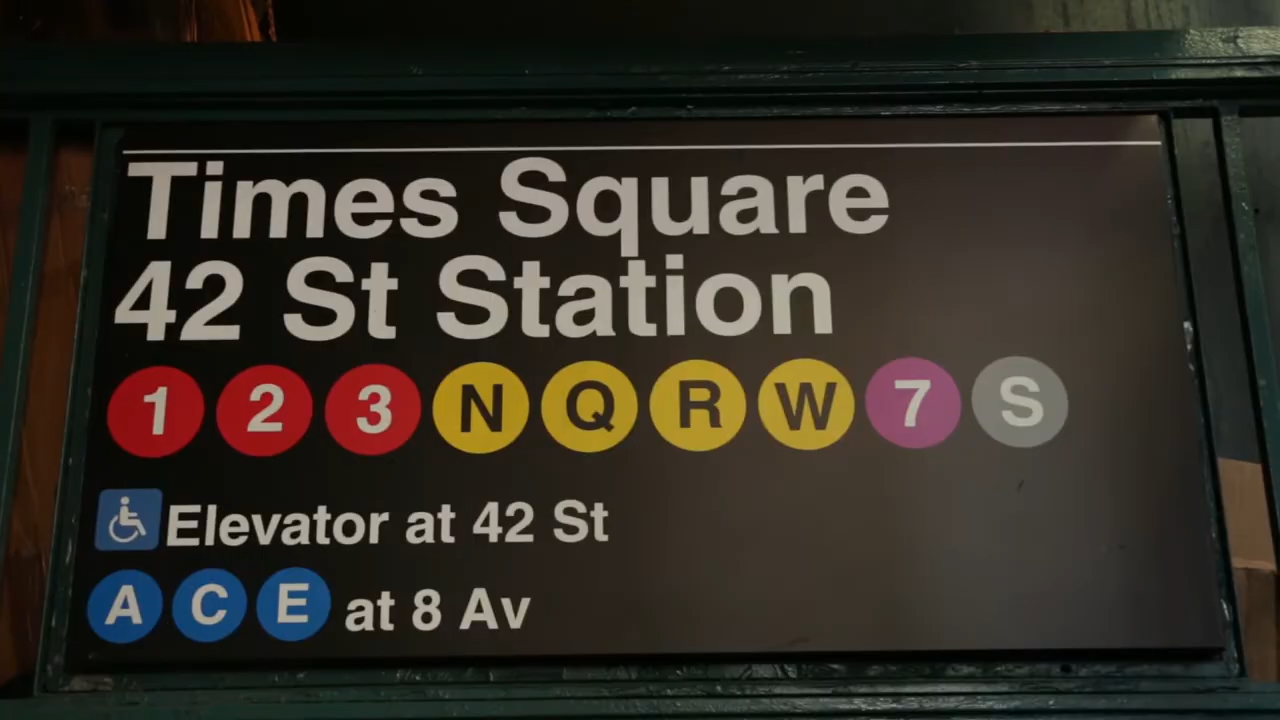 Times Square
42 St Station
1 2 3 N Q R W 7 S
Elevator at 42 St
A C E at 8 Av